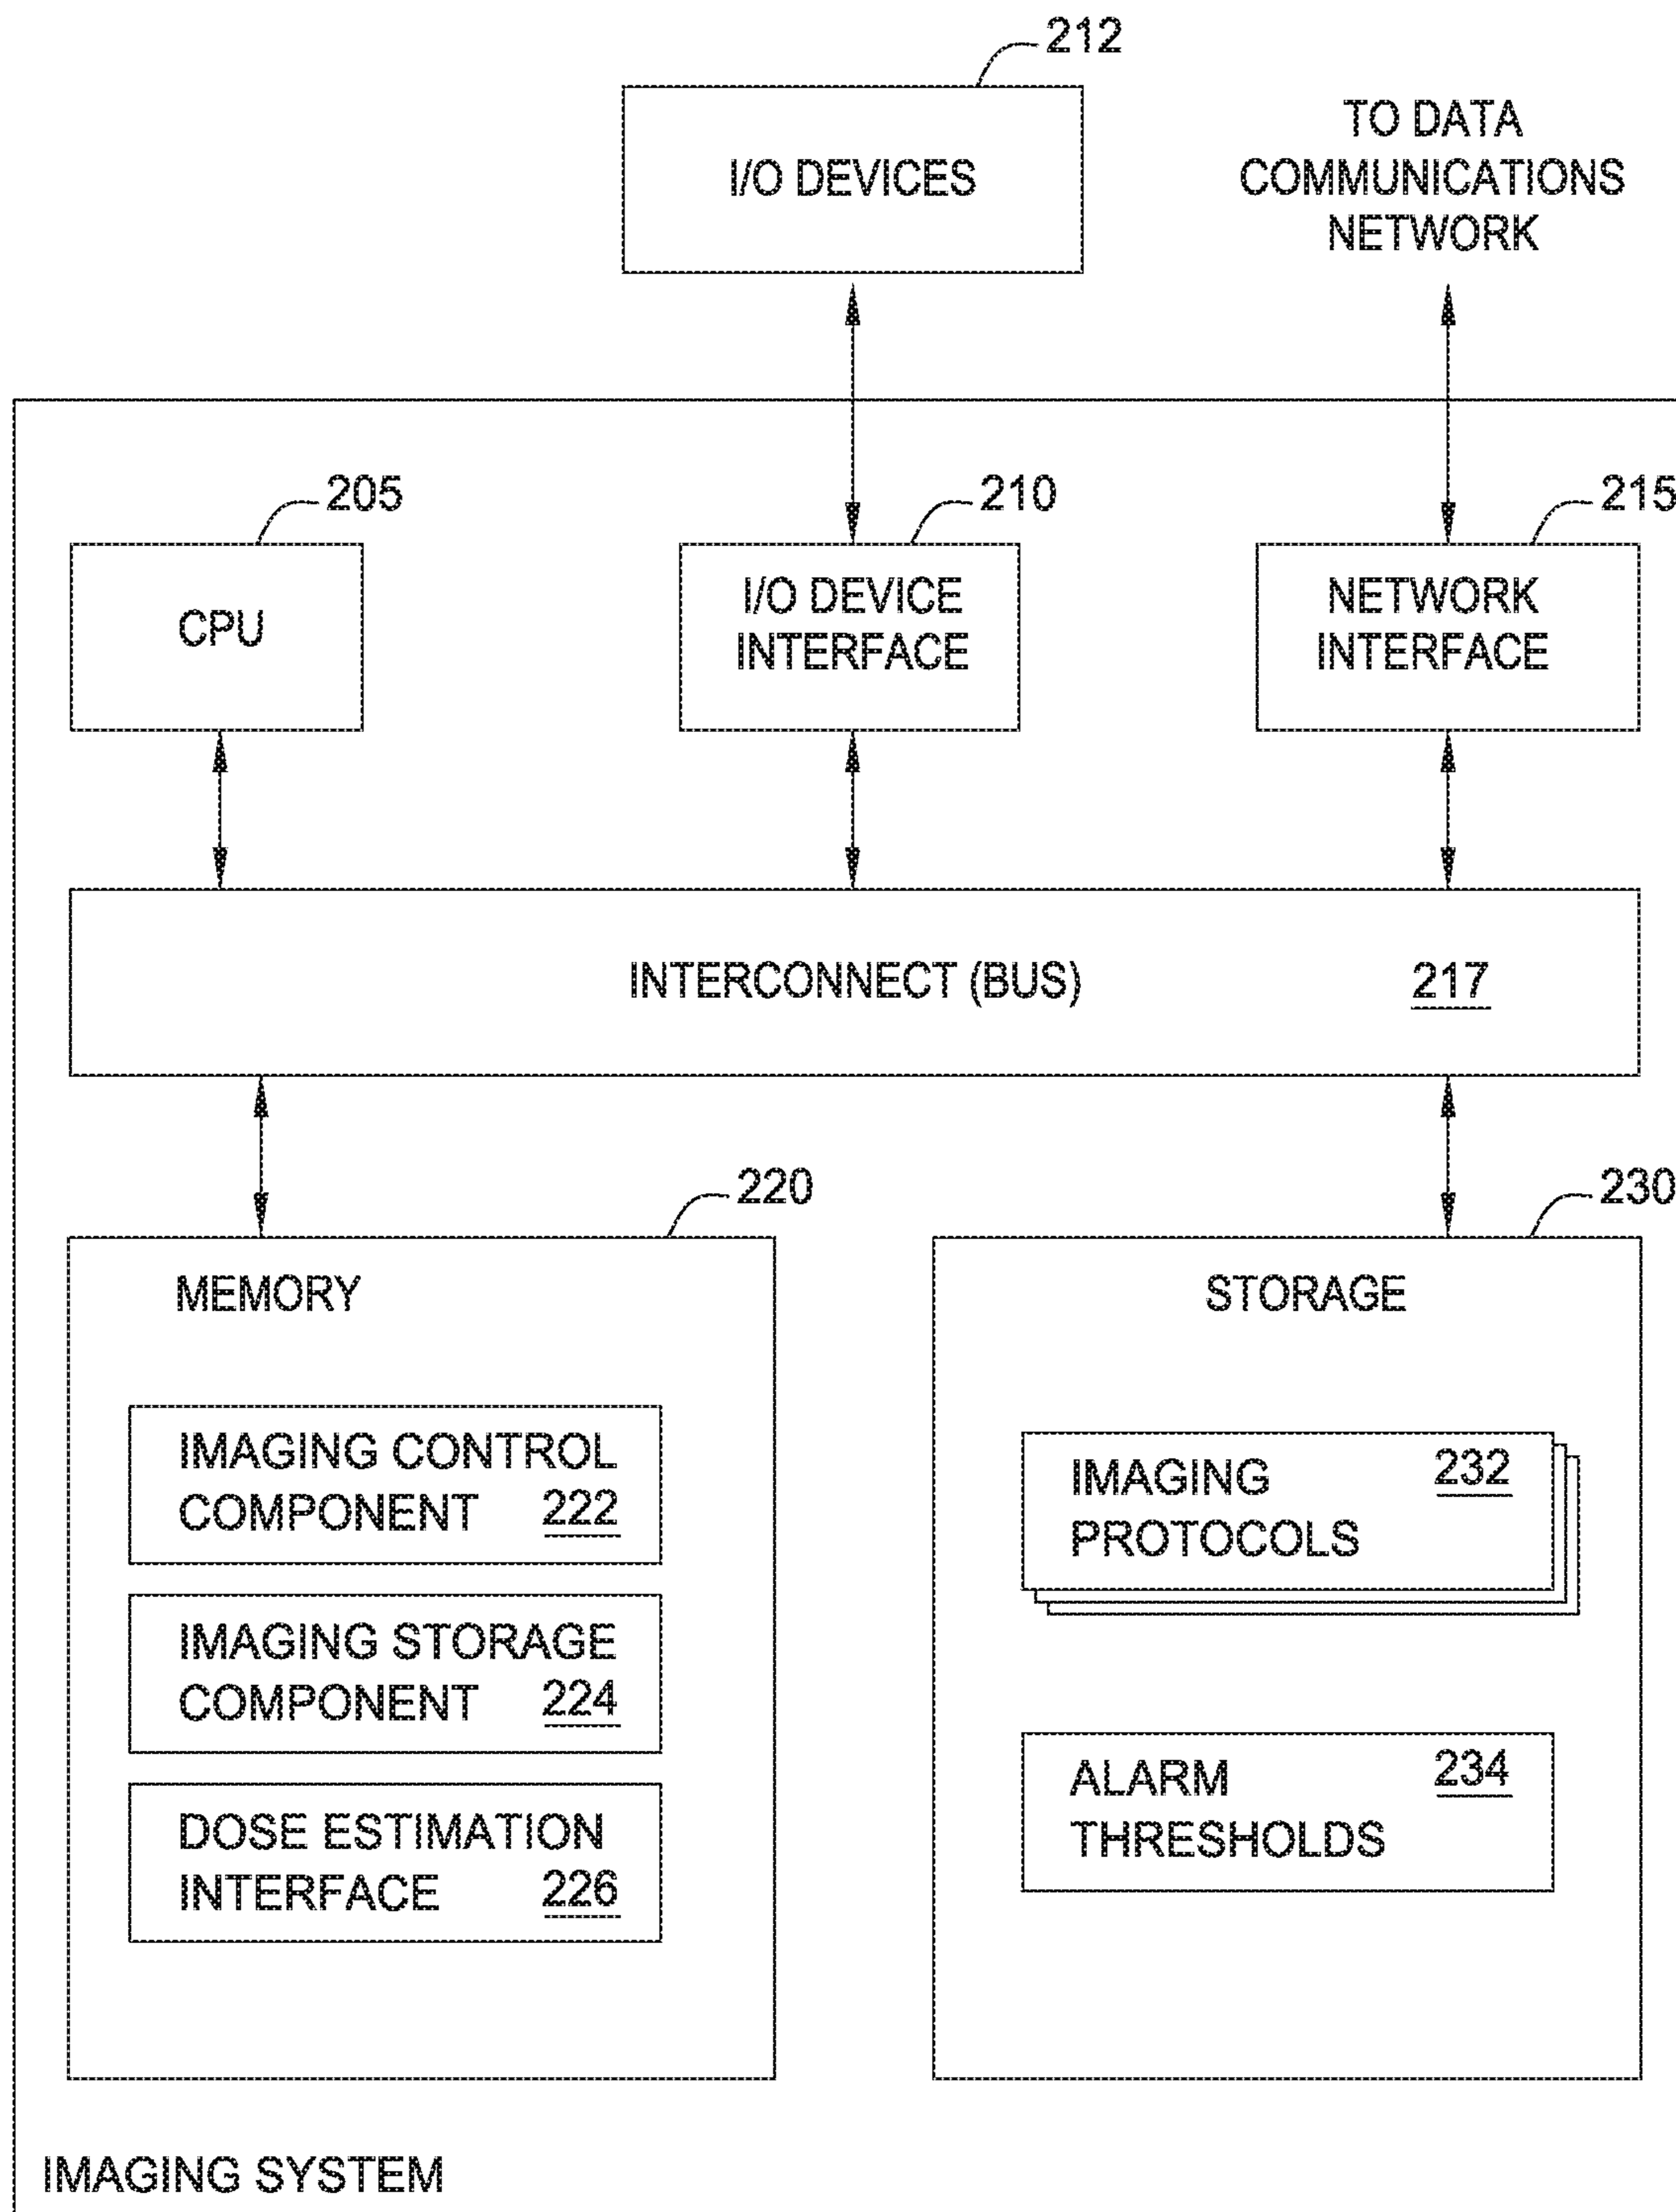 212
I/O DEVICES
TO DATA
COMMUNICATIONS
NETWORK
205
210
215
CPU
I/O DEVICE
INTERFACE
NETWORK
INTERFACE
INTERCONNECT (BUS) 217
220
230
MEMORY
IMAGING CONTROL
COMPONENT 222
IMAGING STORAGE
COMPONENT 224
DOSE ESTIMATION
INTERFACE 226
STORAGE
IMAGING 232
PROTOCOLS
ALARM 234
THRESHOLDS
IMAGING SYSTEM